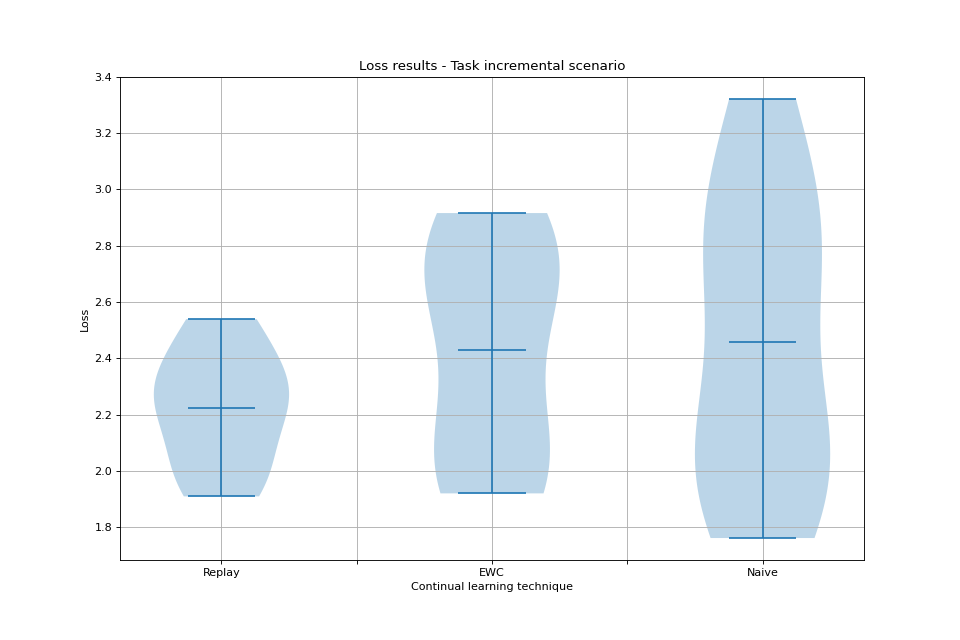 Loss results - Task incremental scenario
Loss
3.4
3.2
3.0
2.8
2.6
2.4
2.2
2.0
1.8
Replay EWC Naive
Continual learning technique